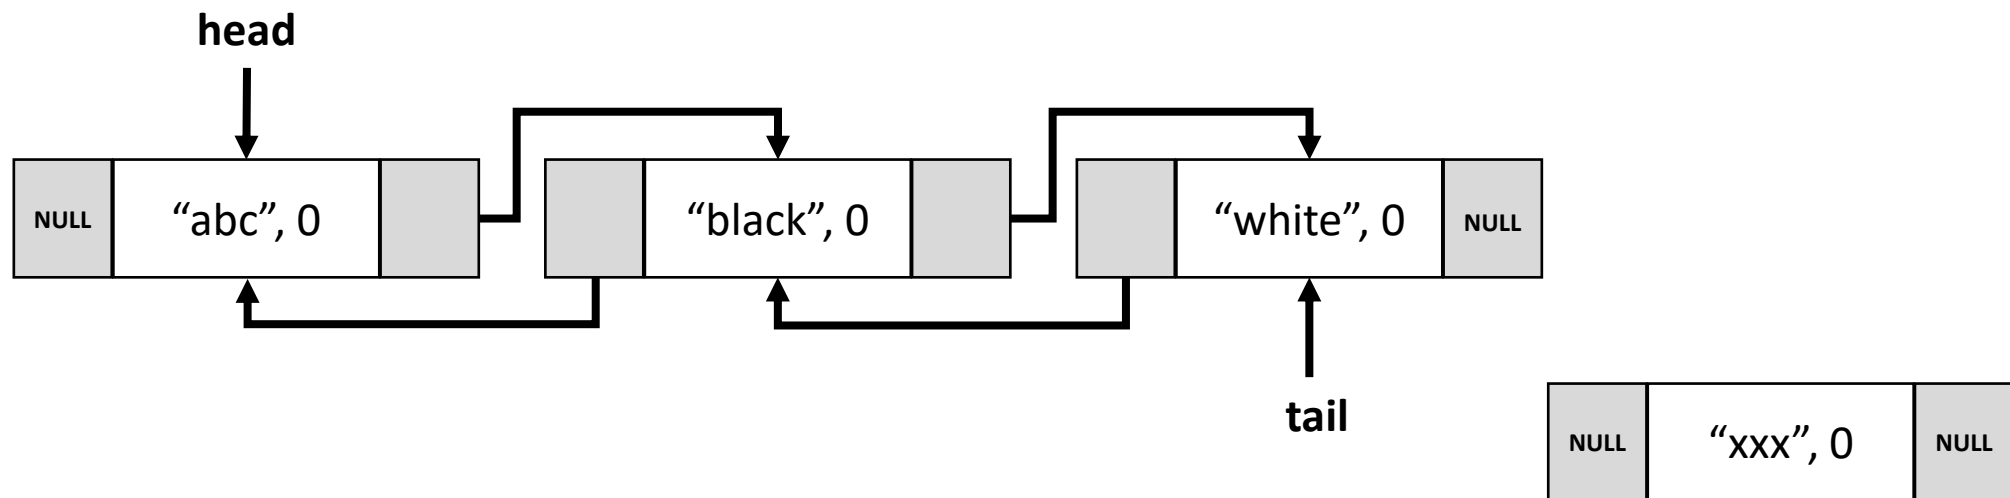 head
NULL “abc”, 0 “black”, 0 “white”, 0 NULL
tail
NULL “xxx”, 0 NULL